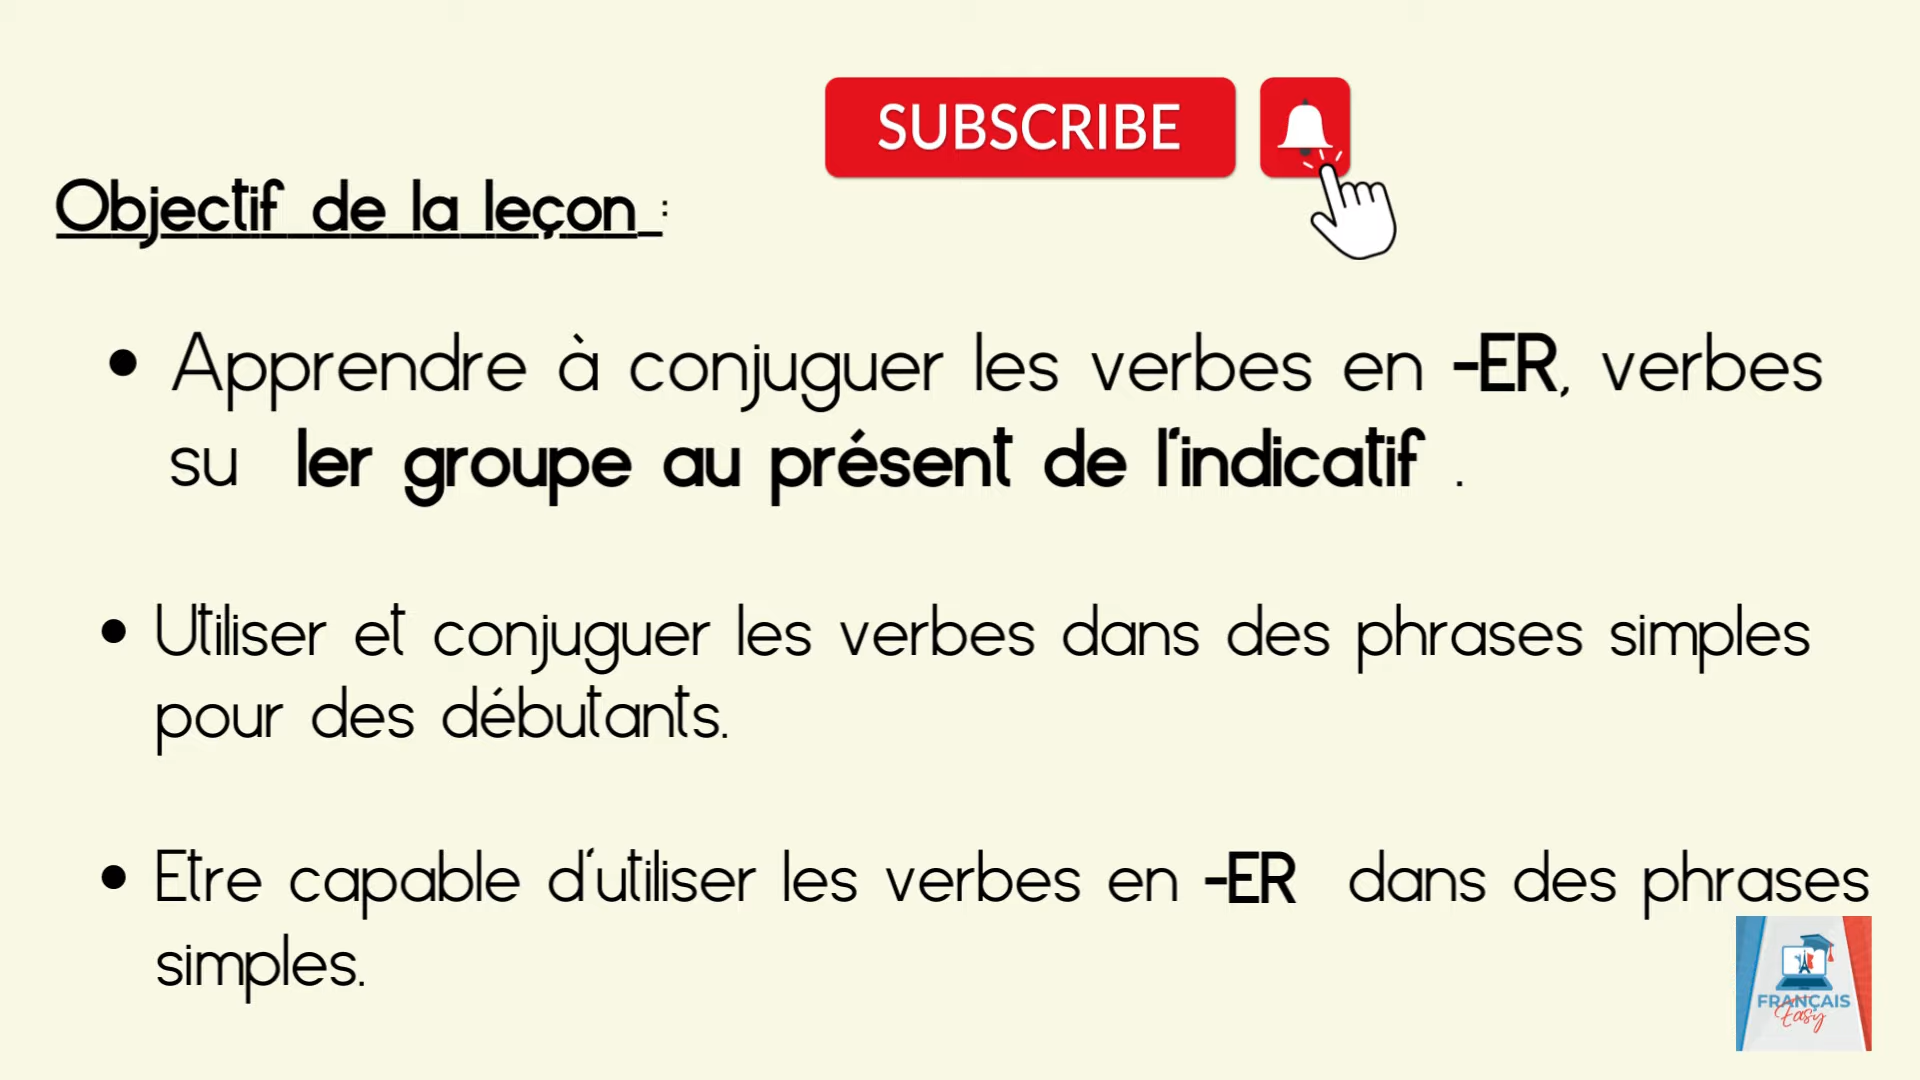 SUBSCRIBE
Objectif de la leçon :
• Apprendre à conjuguer les verbes en -ER, verbes
su 1er groupe au présent de l'indicatif .
• Utiliser et conjuguer les verbes dans des phrases simples
pour des débutants.
• Etre capable d'utiliser les verbes en -ER dans des phrases
simples.
FRANÇAIS
Easy